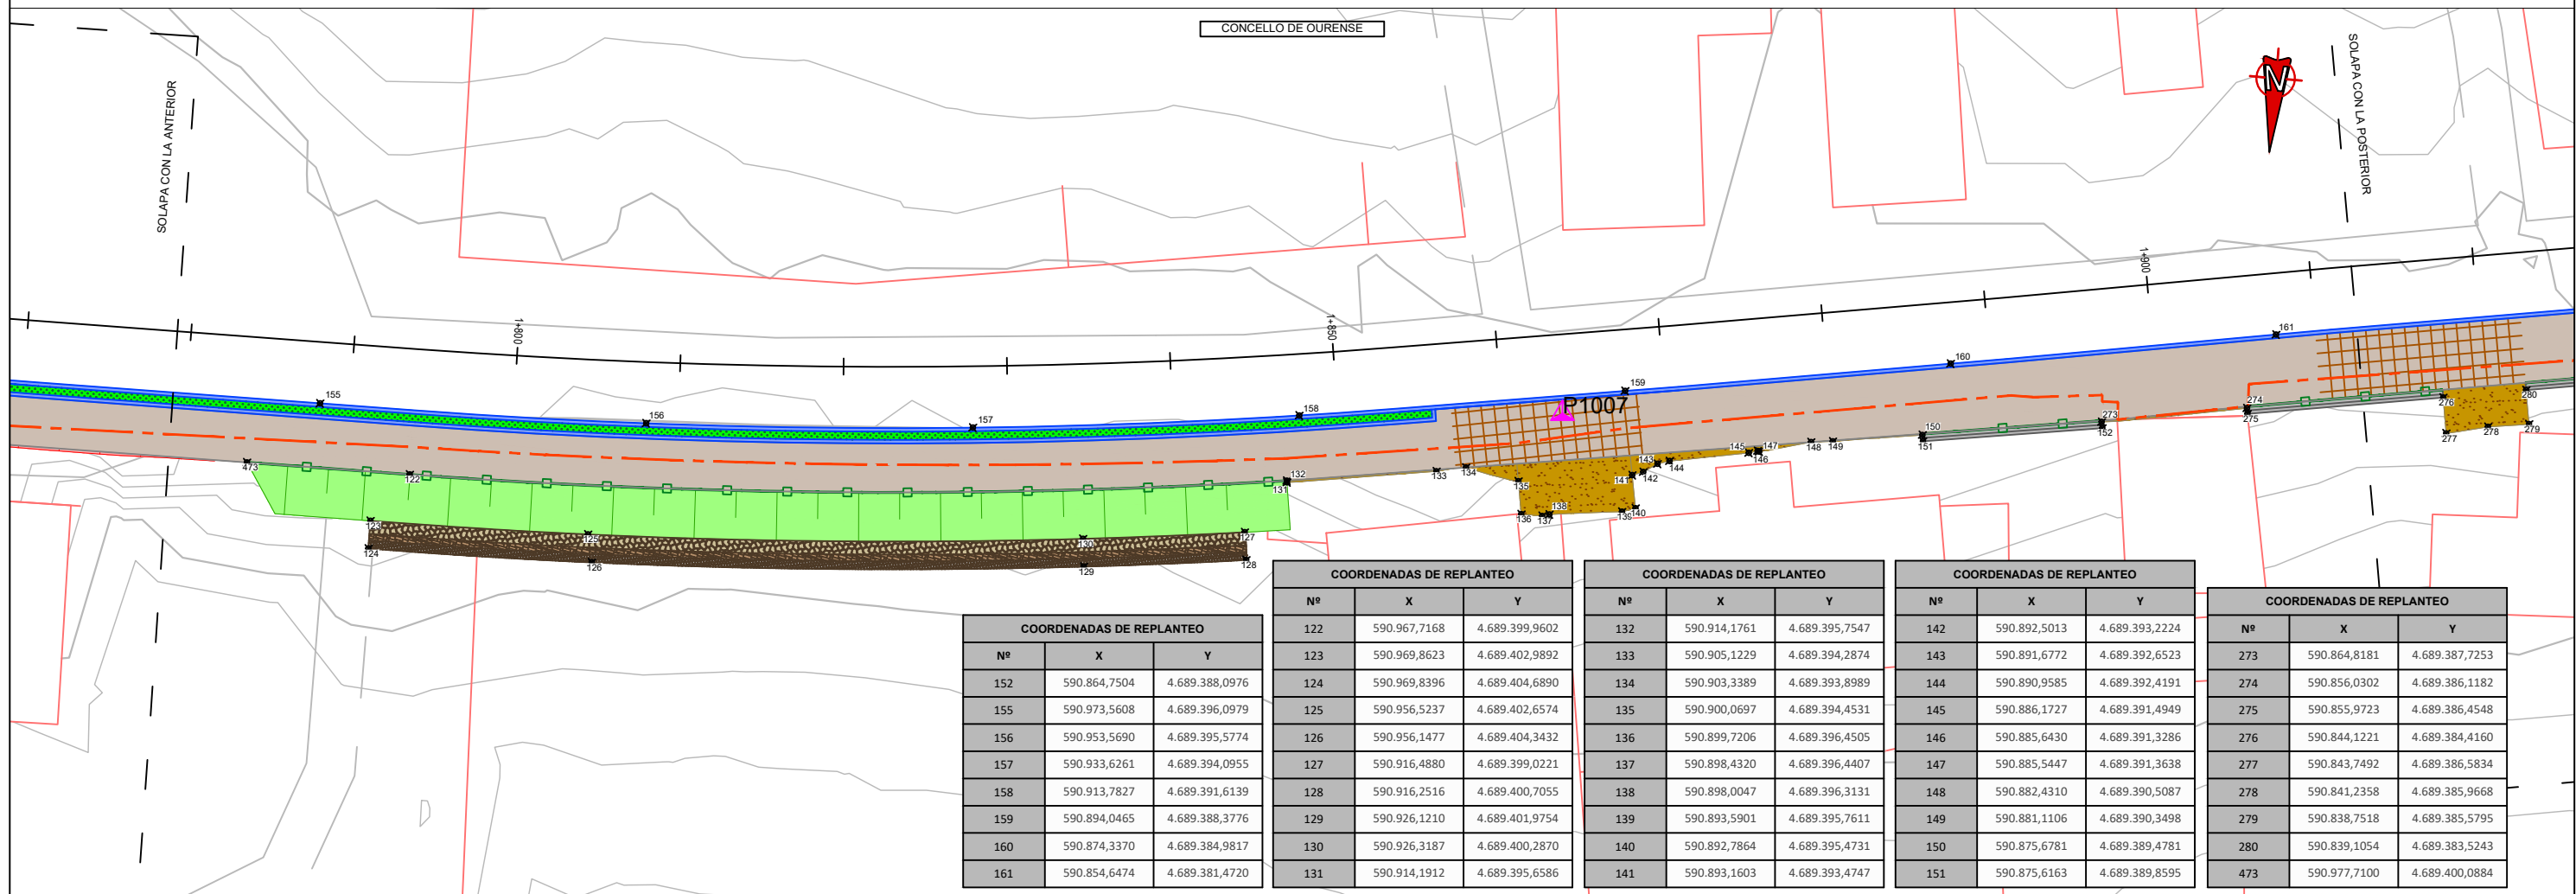 CONCELLO DE OURENSE
SOLAPA CON LA ANTERIOR
SOLAPA CON LA POSTERIOR
N
1+800
1+850
1+900
155
156
157
158
159
160
161
P1007
473
122
123
124
125
126
130
129
127
128
132
131
133
134
135
136
137
138
139
140
141
142
143
144
145
146
147
148
149
150
151
273
152
274
275
276
277
278
279
280
COORDENADAS DE REPLANTEO
Nº X Y
152 590.864,7504 4.689.388,0976
155 590.973,5608 4.689.396,0979
156 590.953,5690 4.689.395,5774
157 590.933,6261 4.689.394,0955
158 590.913,7827 4.689.391,6139
159 590.894,0465 4.689.388,3776
160 590.874,3370 4.689.384,9817
161 590.854,6474 4.689.381,4720
COORDENADAS DE REPLANTEO
Nº X Y
122 590.967,7168 4.689.399,9602
123 590.969,8623 4.689.402,9892
124 590.969,8396 4.689.404,6890
125 590.956,5237 4.689.402,6574
126 590.956,1477 4.689.404,3432
127 590.916,4880 4.689.399,0221
128 590.916,2516 4.689.400,7055
129 590.926,1210 4.689.401,9754
130 590.926,3187 4.689.400,2870
131 590.914,1912 4.689.395,6586
COORDENADAS DE REPLANTEO
Nº X Y
132 590.914,1761 4.689.395,7547
133 590.905,1229 4.689.394,2874
134 590.903,3389 4.689.393,8989
135 590.900,0697 4.689.394,4531
136 590.899,7206 4.689.396,4505
137 590.898,4320 4.689.396,4407
138 590.898,0047 4.689.396,3131
139 590.893,5901 4.689.395,7611
140 590.892,7864 4.689.395,4731
141 590.893,1603 4.689.393,4747
COORDENADAS DE REPLANTEO
Nº X Y
142 590.892,5013 4.689.393,2224
143 590.891,6772 4.689.392,6523
144 590.890,9585 4.689.392,4191
145 590.886,1727 4.689.391,4949
146 590.885,6430 4.689.391,3286
147 590.885,5447 4.689.391,3638
148 590.882,4310 4.689.390,5087
149 590.881,1106 4.689.390,3498
150 590.875,6781 4.689.389,4781
151 590.875,6163 4.689.389,8595
COORDENADAS DE REPLANTEO
Nº X Y
273 590.864,8181 4.689.387,7253
274 590.856,0302 4.689.386,1182
275 590.855,9723 4.689.386,4548
276 590.844,1221 4.689.384,4160
277 590.843,7492 4.689.386,5834
278 590.841,2358 4.689.385,9668
279 590.838,7518 4.689.385,5795
280 590.839,1054 4.689.383,5243
473 590.977,7100 4.689.400,0884